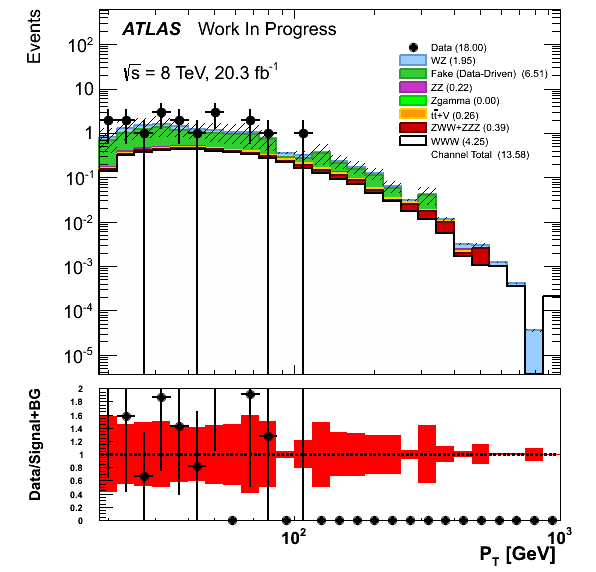 Events
ATLAS Work In Progress
√s = 8 TeV, 20.3 fb⁻¹
Data (18.00)
WZ (1.95)
Fake (Data-Driven) (6.51)
ZZ (0.22)
Zgamma (0.00)
tt̄+V (0.26)
ZWW+ZZZ (0.39)
WWW (4.25)
Channel Total (13.58)
10²
10
1
10⁻¹
10⁻²
10⁻³
10⁻⁴
10⁻⁵
Data/Signal+BG
2
1.8
1.6
1.4
1.2
1
0.8
0.6
0.4
0.2
0
10²
10³
P_T [GeV]